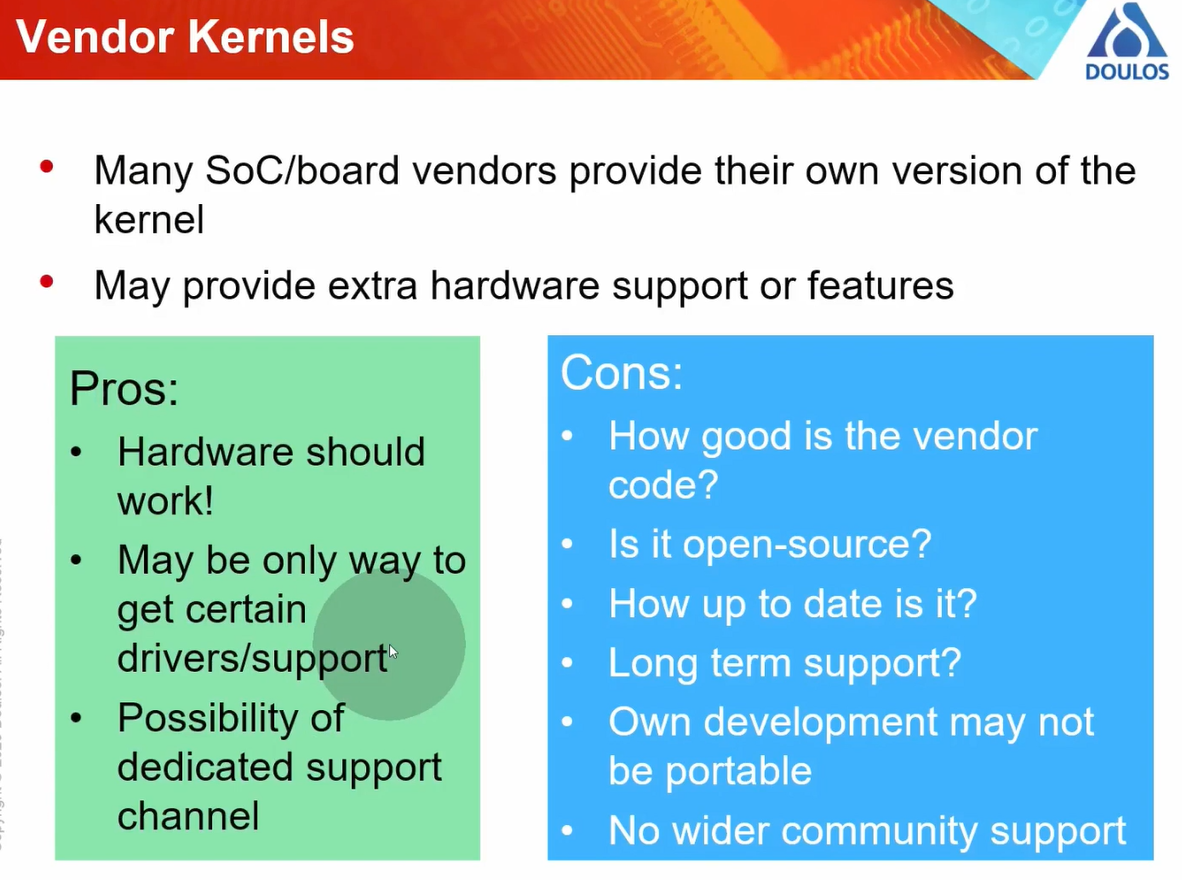 Vendor Kernels
DOULOS
• Many SoC/board vendors provide their own version of the
kernel
• May provide extra hardware support or features
Pros:
• Hardware should
work!
• May be only way to
get certain
drivers/support
• Possibility of
dedicated support
channel
Cons:
• How good is the vendor
code?
• Is it open-source?
• How up to date is it?
• Long term support?
• Own development may not
be portable
• No wider community support